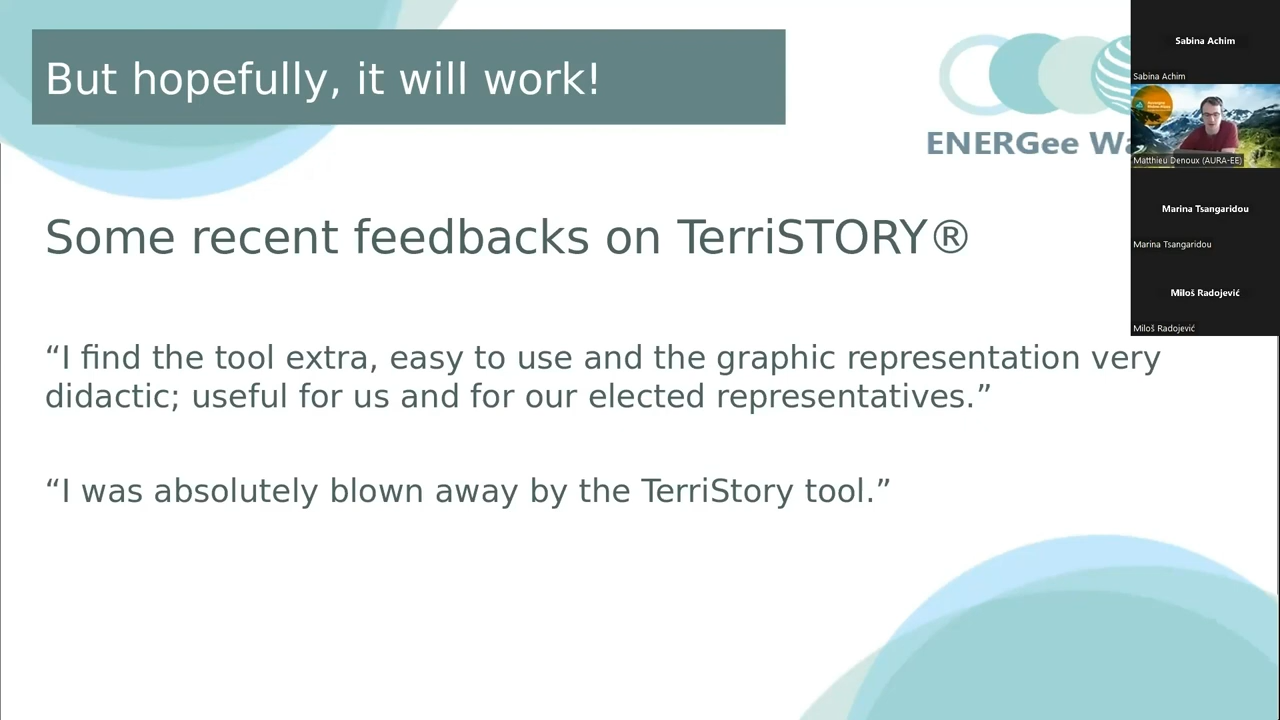 But hopefully, it will work!
ENERGee Wa
Some recent feedbacks on TerriSTORY®
“I find the tool extra, easy to use and the graphic representation very
didactic; useful for us and for our elected representatives.”
“I was absolutely blown away by the TerriStory tool.”
Sabina Achim
Sabina Achim
Matthieu Denoux (AURA-EE)
Marina Tsangaridou
Marina Tsangaridou
Miloš Radojević
Miloš Radojević